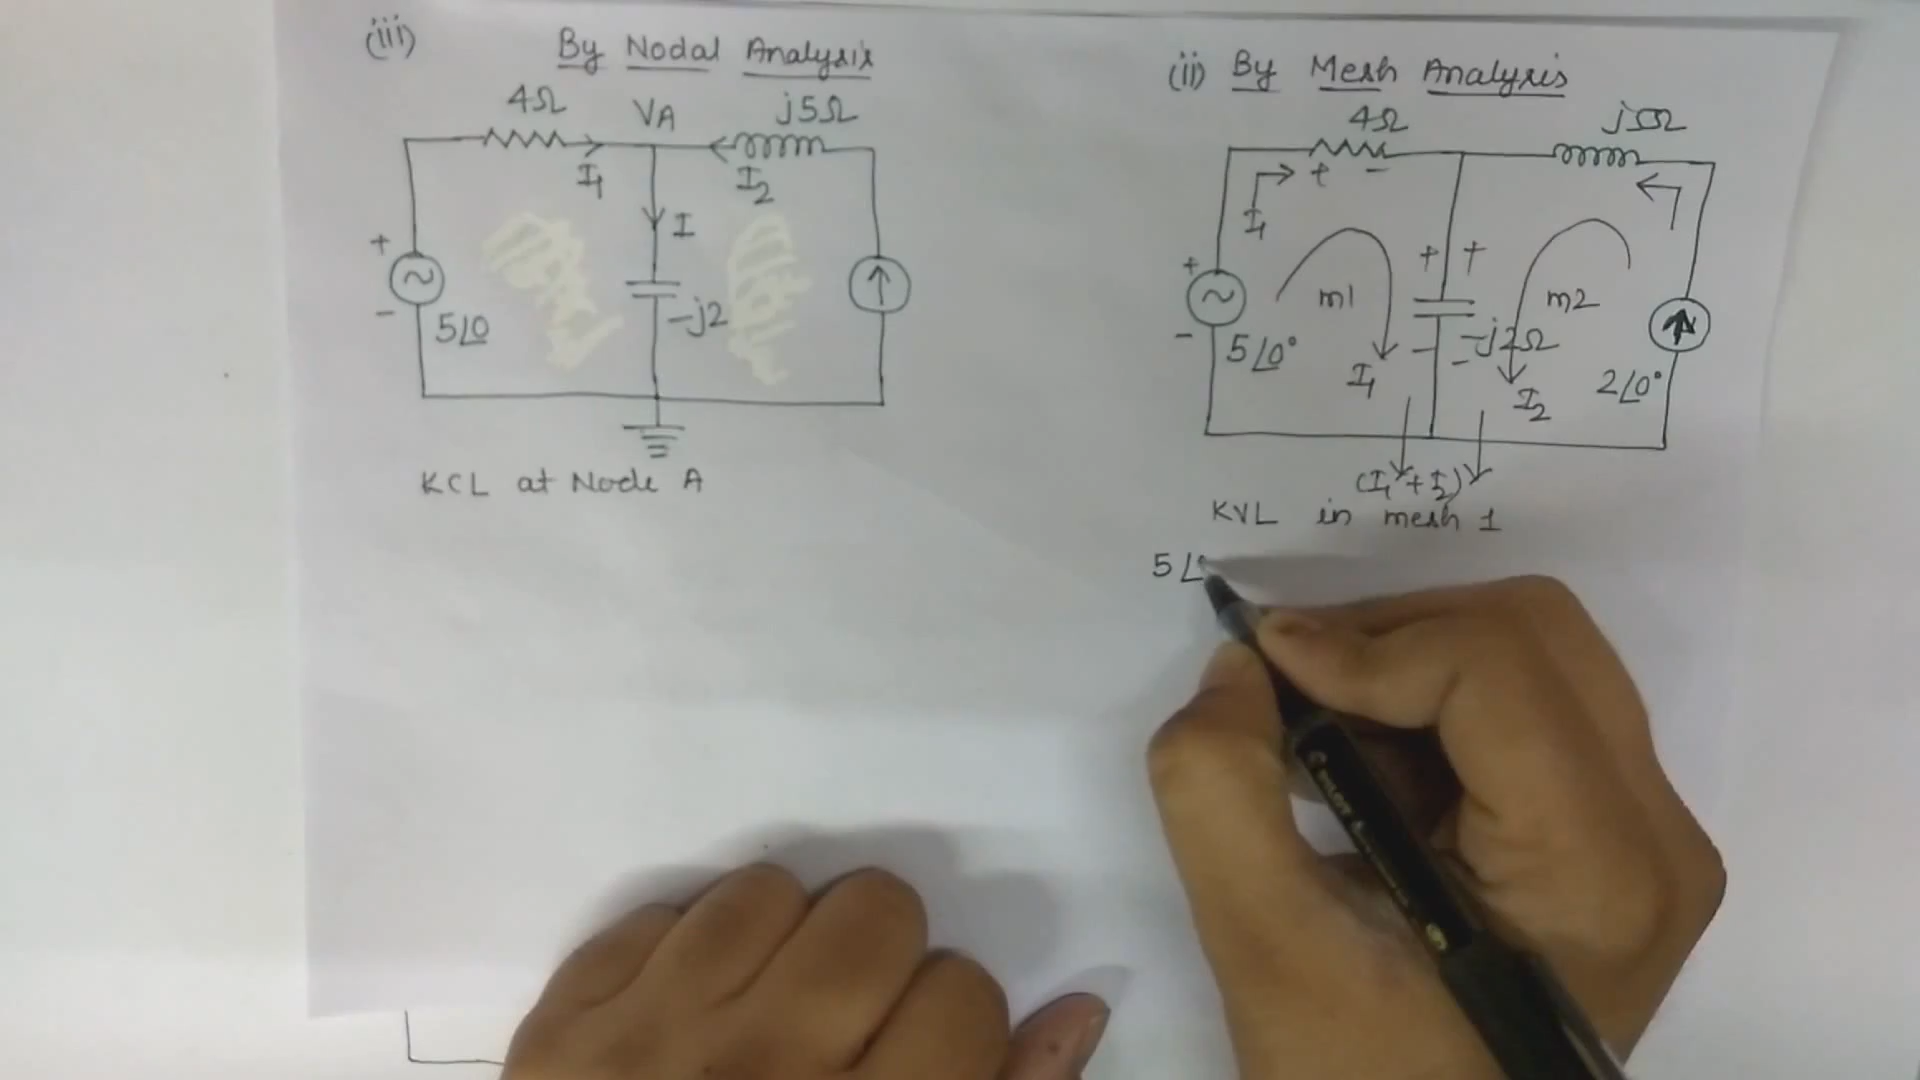 (iii) By Nodal Analysis
4Ω
VA
j5Ω
I1
I2
I
+
-
5∠0
-j2
KCL at Node A
(ii) By Mesh Analysis
4Ω
j5Ω
+ -
I1
+ +
+
-
m1
m2
5∠0°
-j2Ω
- -
I1
I2
2∠0°
(I1+I2)
KVL in mesh 1
5∠0